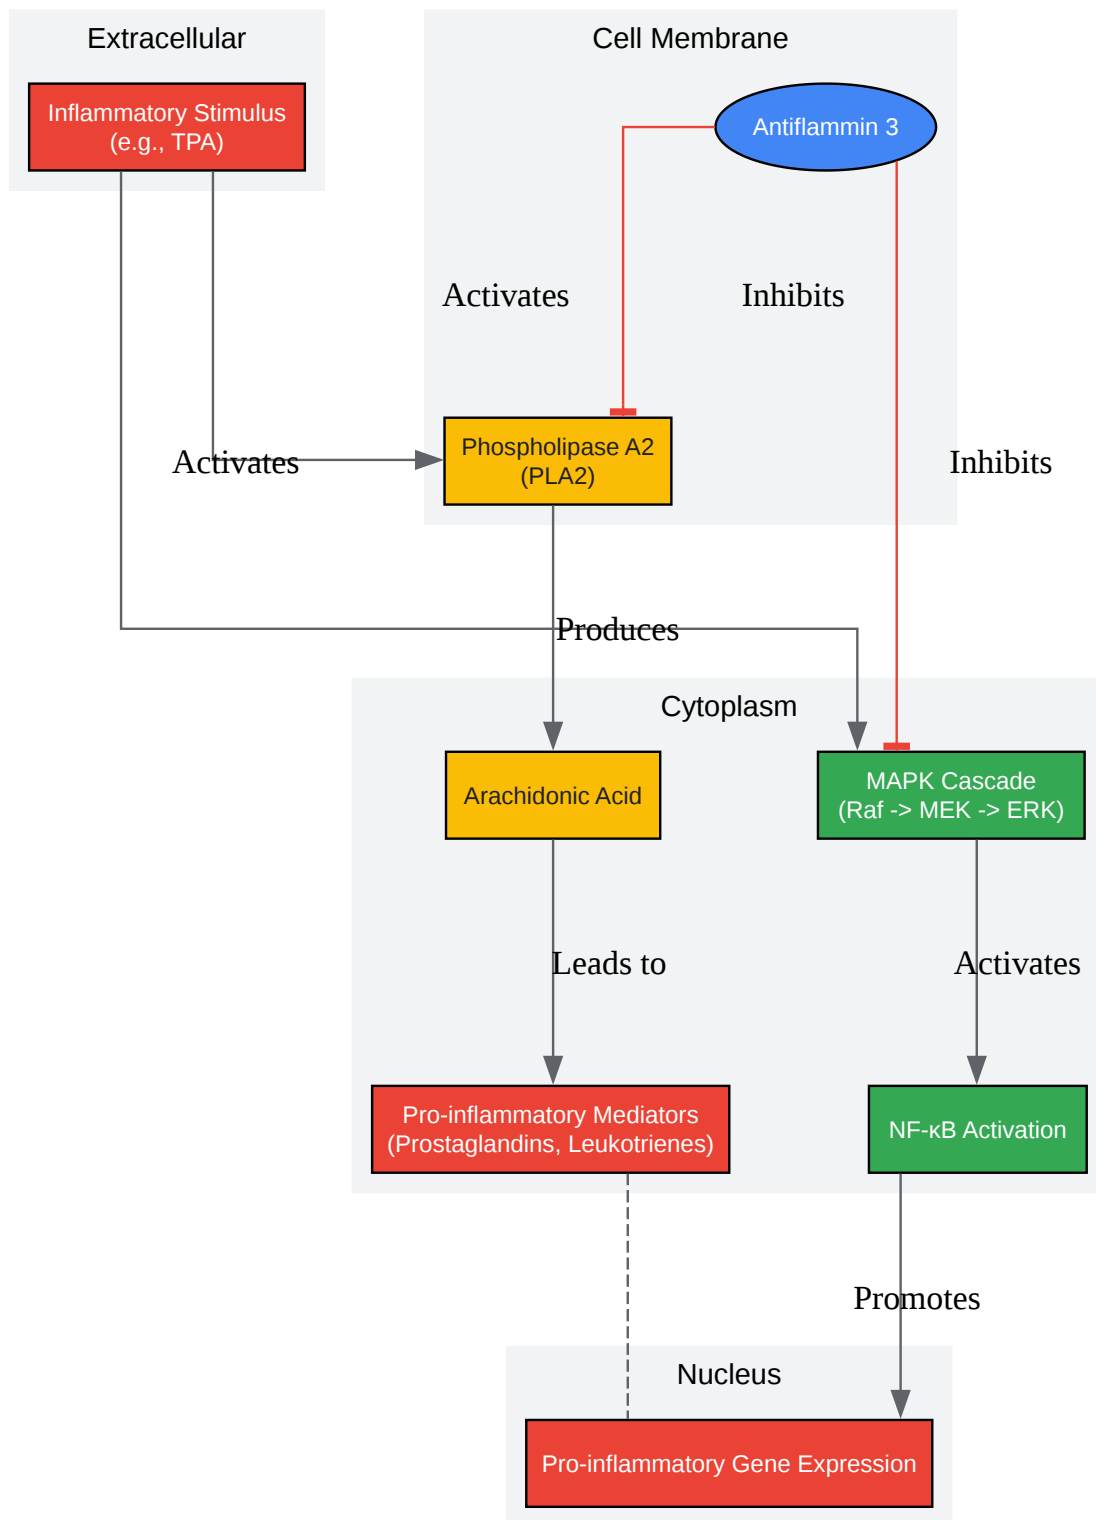 Extracellular
Cell Membrane
Inflammatory Stimulus
(e.g., TPA)
Antiflammin 3
Activates
Inhibits
Phospholipase A2
(PLA2)
Activates
Inhibits
Produces
Cytoplasm
Arachidonic Acid
MAPK Cascade
(Raf -> MEK -> ERK)
Leads to
Activates
Pro-inflammatory Mediators
(Prostaglandins, Leukotrienes)
NF-κB Activation
Promotes
Nucleus
Pro-inflammatory Gene Expression